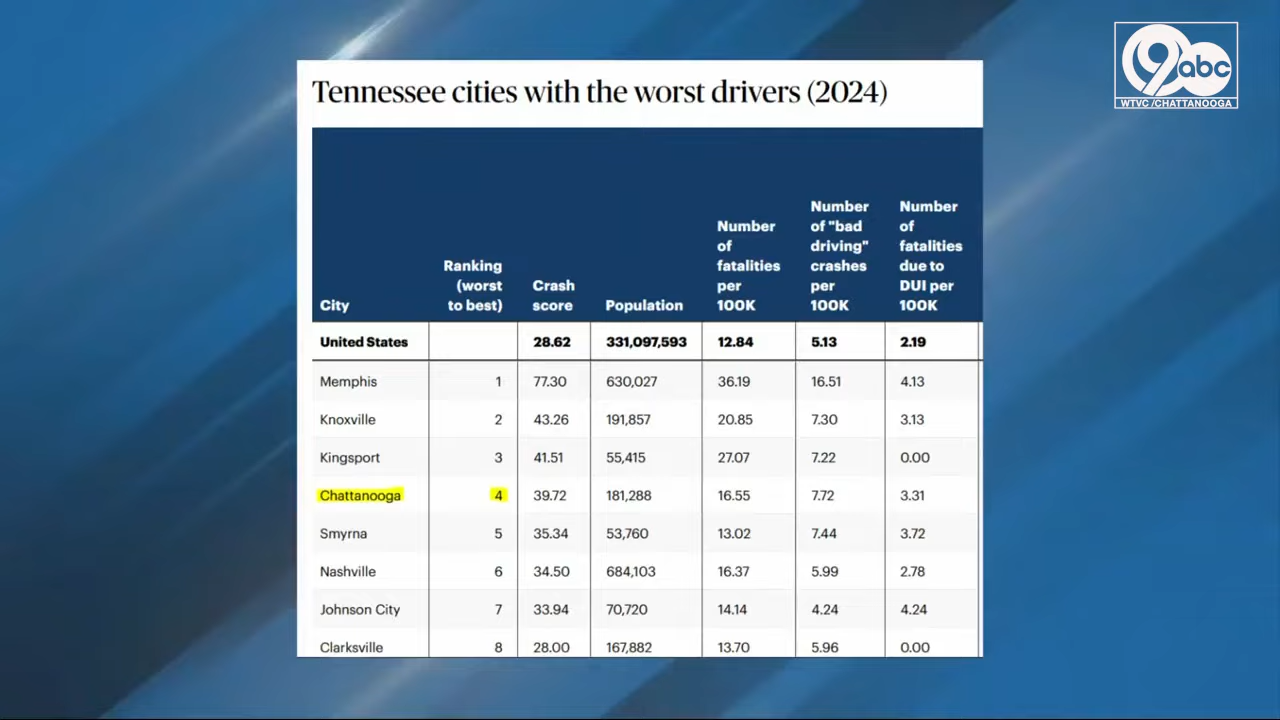 9 abc
WTVC/CHATTANOOGA
Tennessee cities with the worst drivers (2024)
City
Ranking
(worst
to best)
Crash
score
Population
Number
of
fatalities
per
100K
Number
of "bad
driving"
crashes
per
100K
Number
of
fatalities
due to
DUI per
100K
United States 28.62 331,097,593 12.84 5.13 2.19
Memphis 1 77.30 630,027 36.19 16.51 4.13
Knoxville 2 43.26 191,857 20.85 7.30 3.13
Kingsport 3 41.51 55,415 27.07 7.22 0.00
Chattanooga 4 39.72 181,288 16.55 7.72 3.31
Smyrna 5 35.34 53,760 13.02 7.44 3.72
Nashville 6 34.50 684,103 16.37 5.99 2.78
Johnson City 7 33.94 70,720 14.14 4.24 4.24
Clarksville 8 28.00 167,882 13.70 5.96 0.00